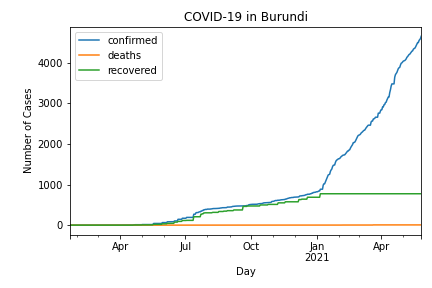 COVID-19 in Burundi
confirmed
deaths
recovered
Number of Cases
4000
3000
2000
1000
0
Apr Jul Oct Jan Apr
2021
Day